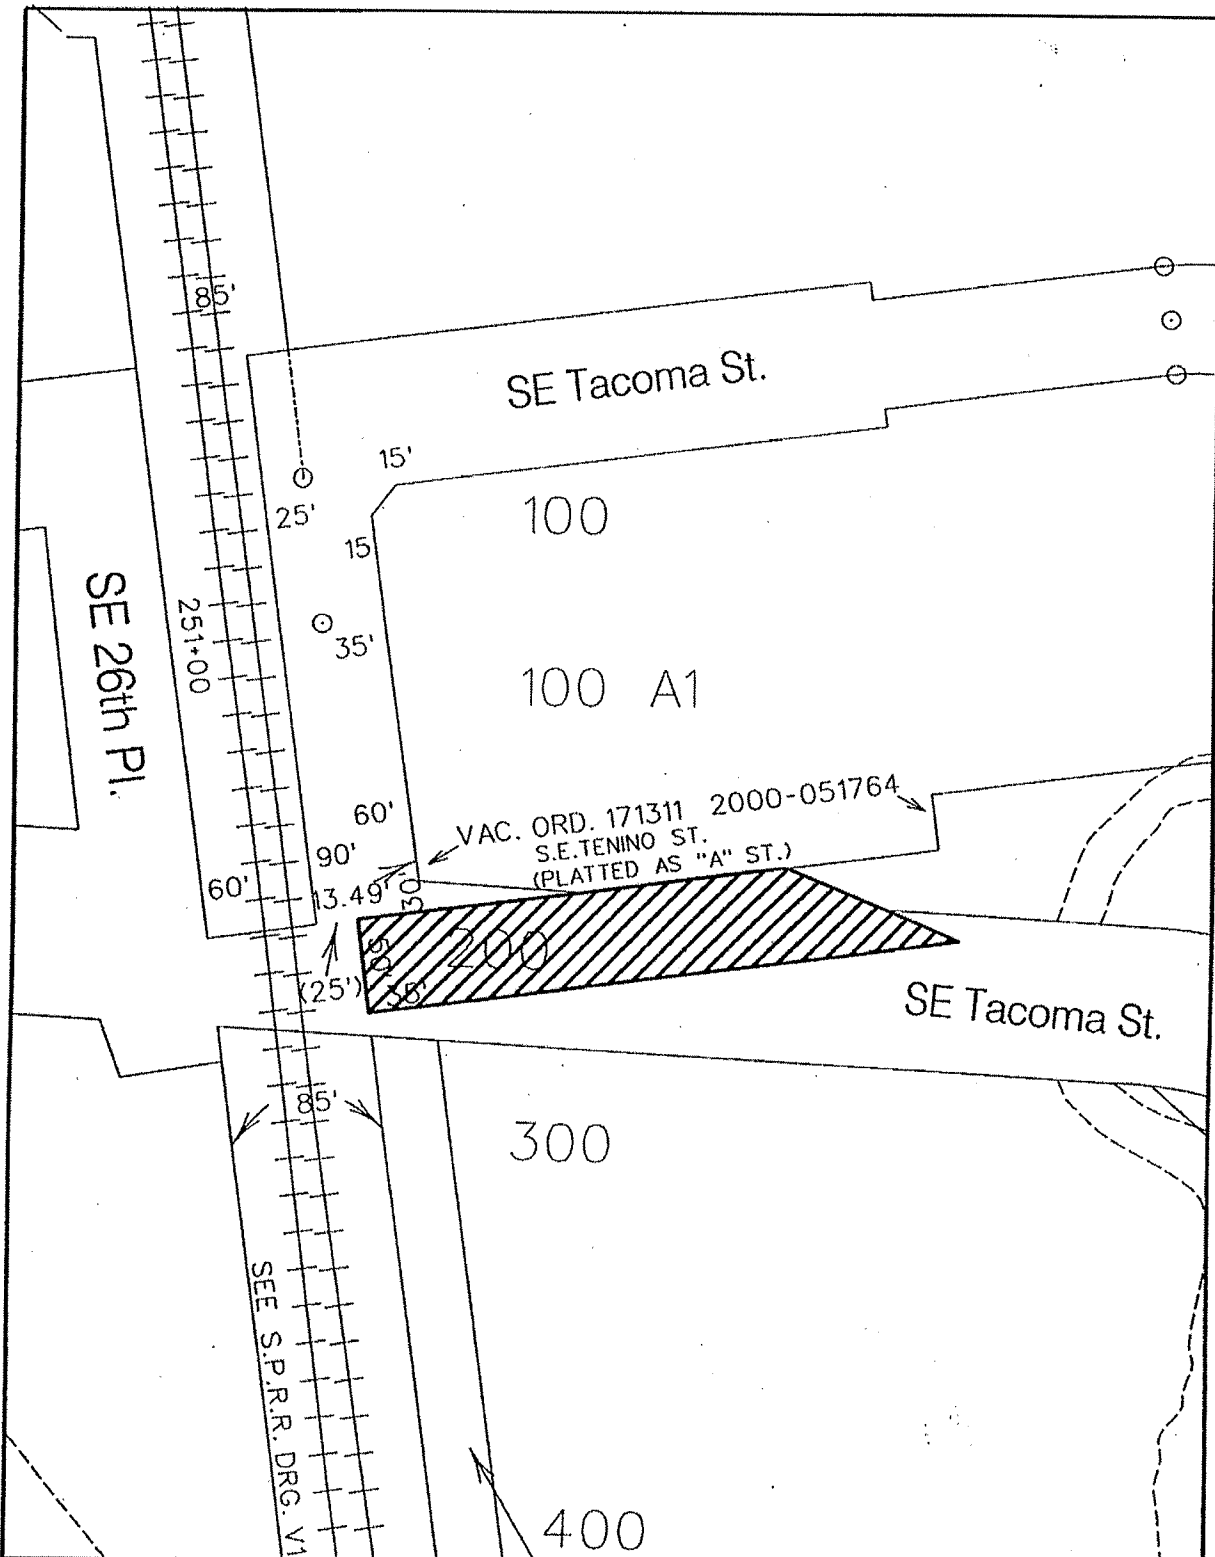 85'
SE Tacoma St.
15'
100
25'
15
SE 26th Pl.
251+00
35'
100 A1
60'
VAC. ORD. 171311 2000-051764
S.E.TENINO ST.
(PLATTED AS "A" ST.)
90'
60'
13.49'
30'
50'
200
(25')
35'
SE Tacoma St.
85'
300
SEE S.P.R.R. DRG. V1
400